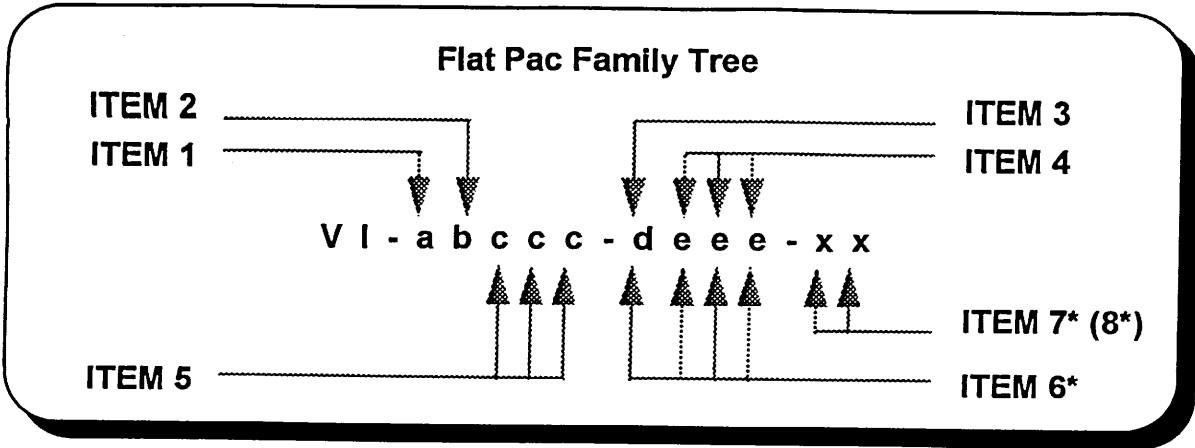 Flat Pac Family Tree
ITEM 2
ITEM 3
ITEM 1
ITEM 4
V I - a b c c c - d e e e - x x
ITEM 7* (8*)
ITEM 5
ITEM 6*